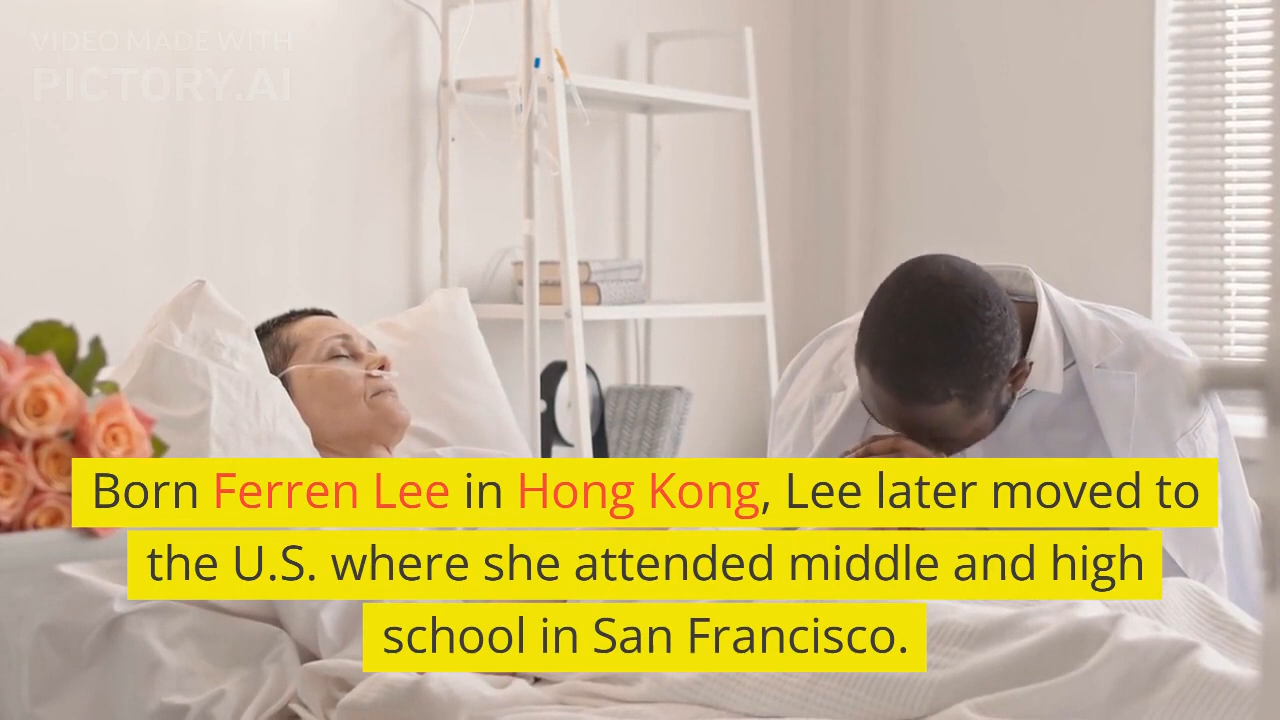 VIDEO MADE WITH
PICTORY.AI
Born Ferren Lee in Hong Kong, Lee later moved to
the U.S. where she attended middle and high
school in San Francisco.